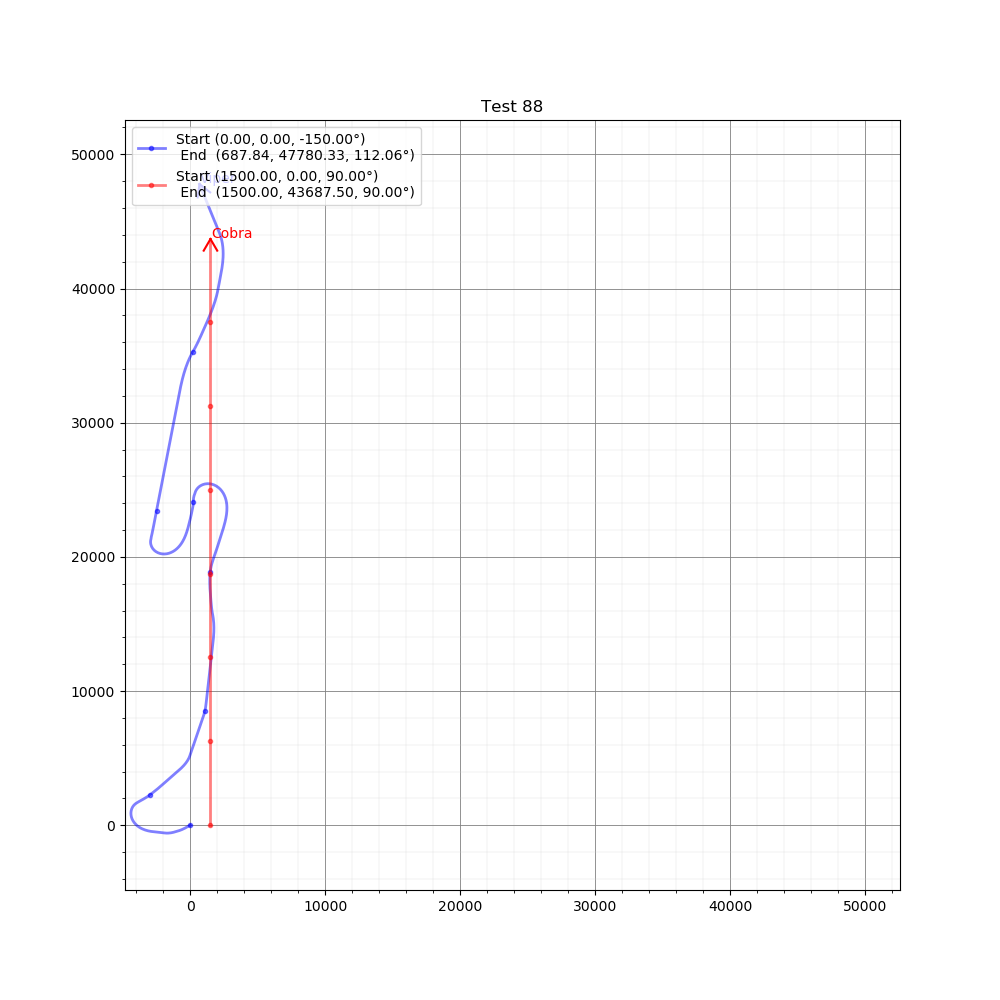 Test 88
Start (0.00, 0.00, -150.00°)
End (687.84, 47780.33, 112.06°)
Start (1500.00, 0.00, 90.00°)
End (1500.00, 43687.50, 90.00°)
Cobra
50000
40000
30000
20000
10000
0
0 10000 20000 30000 40000 50000